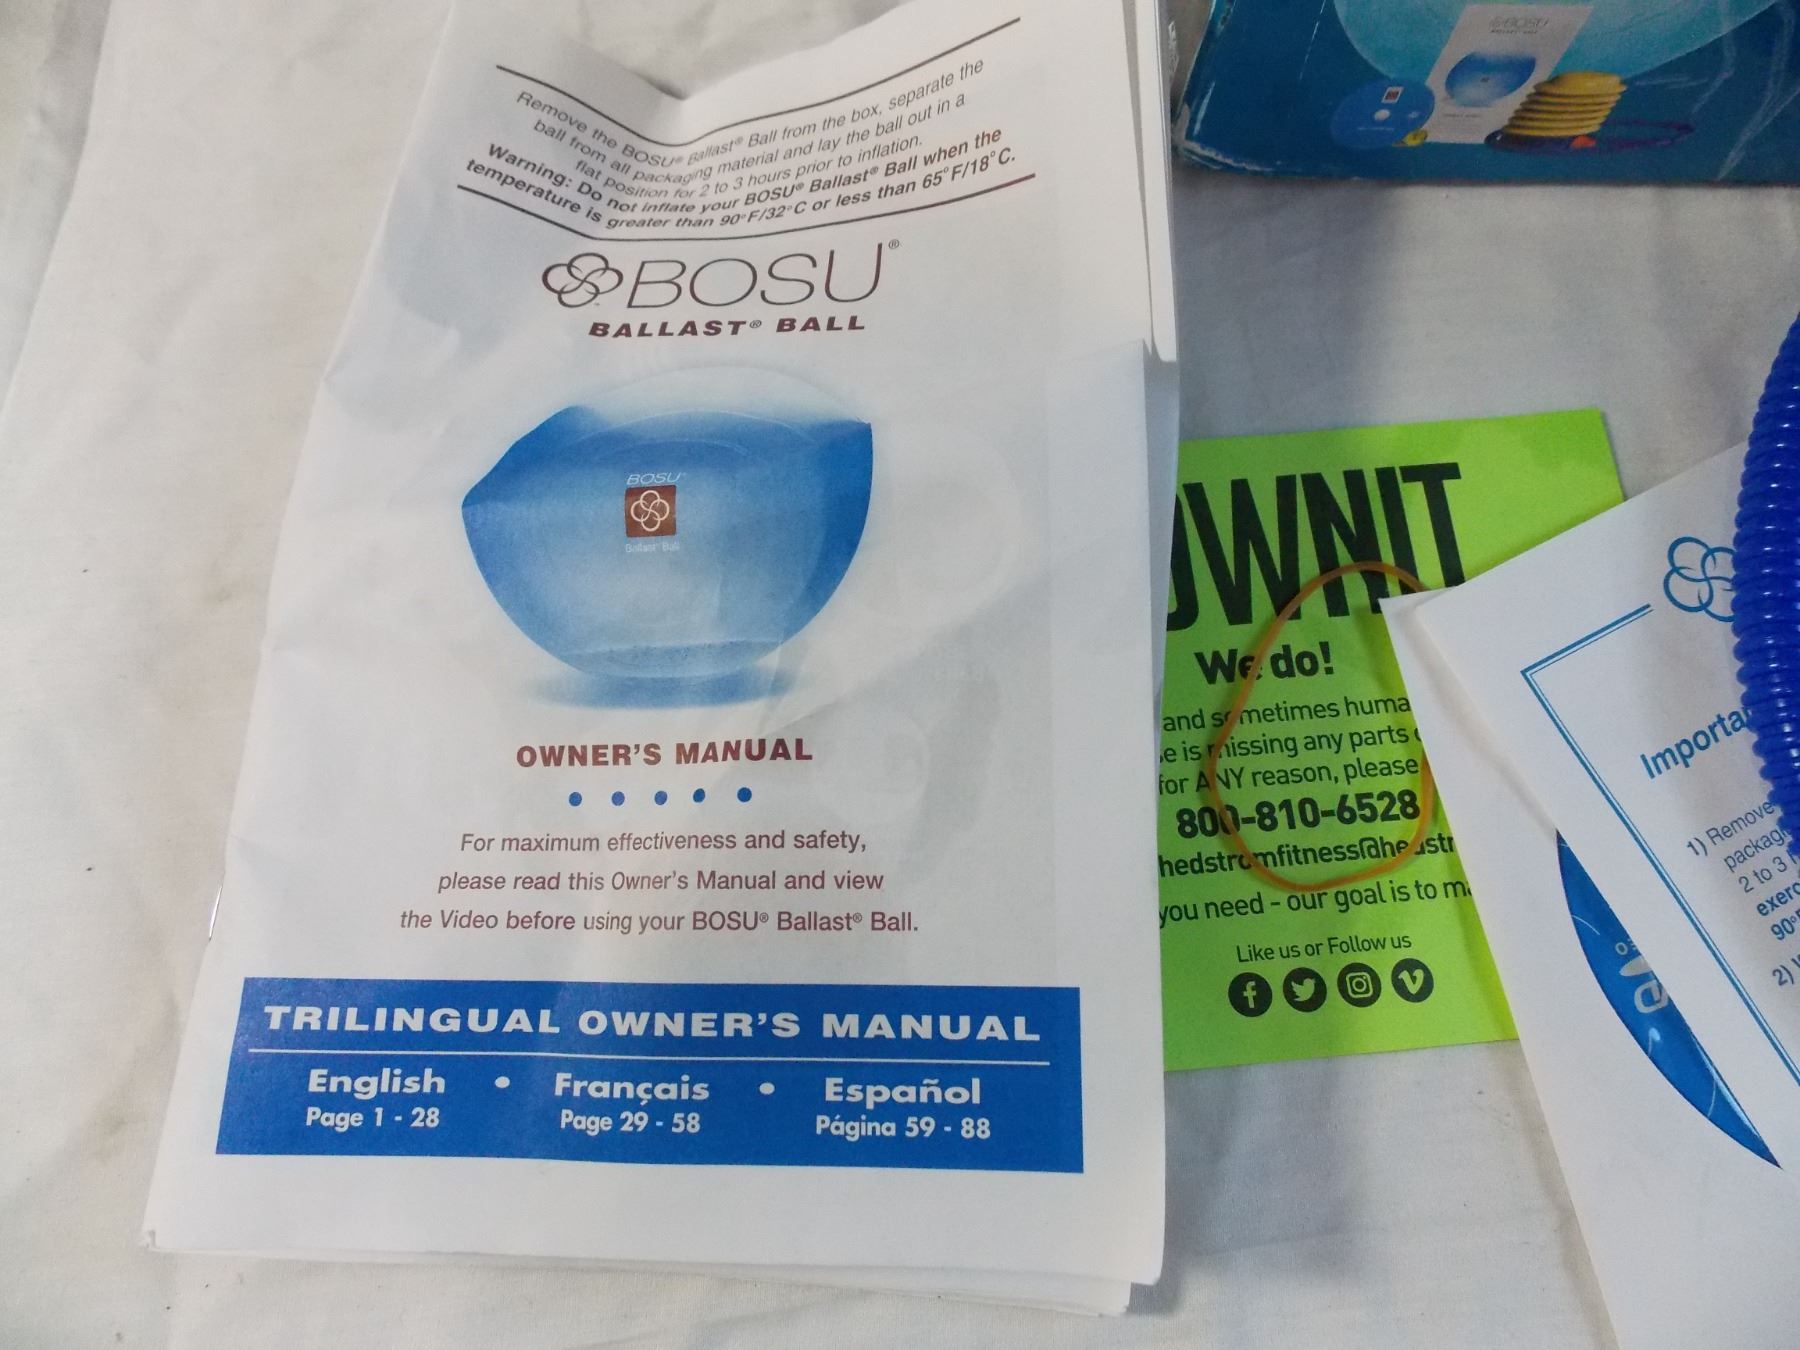 Remove the BOSU® Ballast® Ball from the box, separate the
ball from all packaging material and lay the ball out in a
flat position for 2 to 3 hours prior to inflation.
Warning: Do not inflate your BOSU® Ballast® Ball when the
temperature is greater than 90°F/32°C or less than 65°F/18°C.
BOSU®
BALLAST® BALL
BOSU®
Ballast® Ball
OWNER'S MANUAL
For maximum effectiveness and safety,
please read this Owner's Manual and view
the Video before using your BOSU® Ballast® Ball.
TRILINGUAL OWNER'S MANUAL
English • Français • Español
Page 1 - 28 Page 29 - 58 Página 59 - 88
BOSU
OWNIT
We do!
and sometimes huma
e is missing any parts
for ANY reason, please
800-810-6528
hedstromfitness@hedstr
you need - our goal is to ma
Like us or Follow us
Importa
1) Remove
packag
2 to 3
exerc
90°
2)